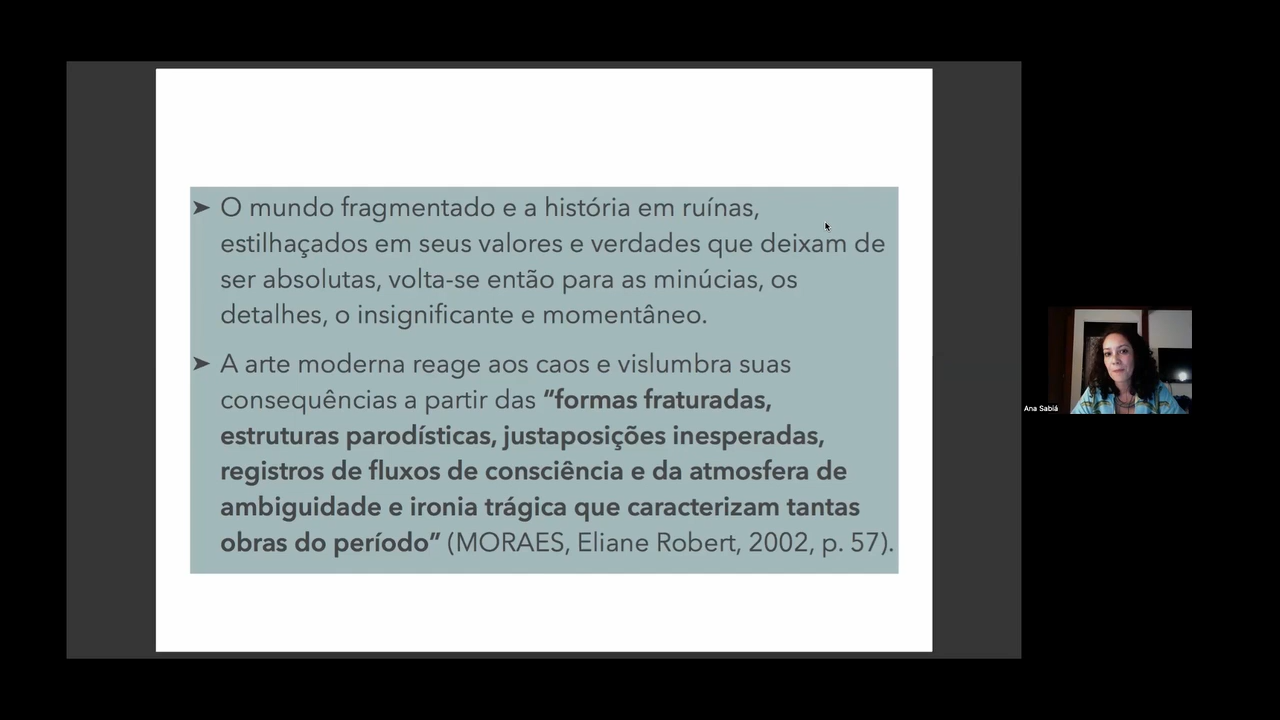 ➤ O mundo fragmentado e a história em ruínas,
estilhaçados em seus valores e verdades que deixam de
ser absolutas, volta-se então para as minúcias, os
detalhes, o insignificante e momentâneo.
➤ A arte moderna reage aos caos e vislumbra suas
consequências a partir das “formas fraturadas,
estruturas parodísticas, justaposições inesperadas,
registros de fluxos de consciência e da atmosfera de
ambiguidade e ironia trágica que caracterizam tantas
obras do período” (MORAES, Eliane Robert, 2002, p. 57).
Ana Sabiá